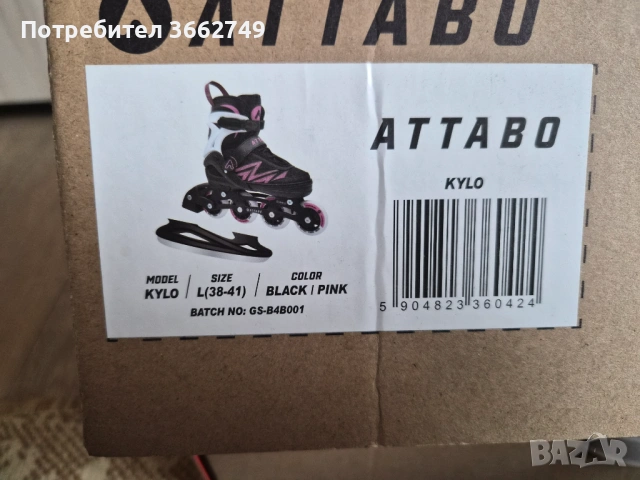 Потребител 3662749
ATTABO
ATTABO
KYLO
MODEL
KYLO
SIZE
L(38-41)
COLOR
BLACK / PINK
BATCH NO: GS-B4B001
5 904823 360424
BAZAR